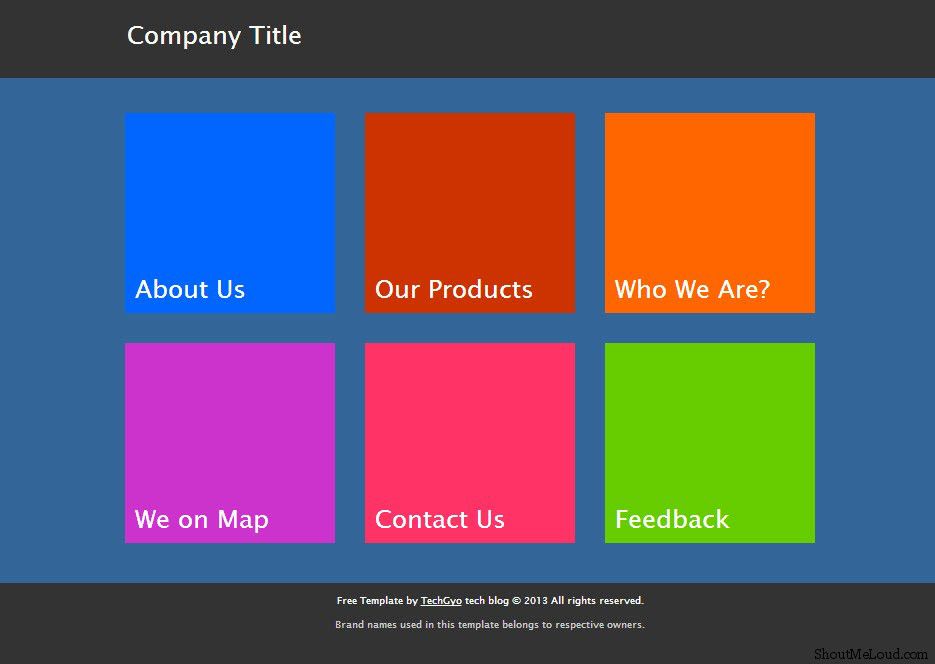 Company Title
About Us
Our Products
Who We Are?
We on Map
Contact Us
Feedback
Free Template by TechGyo tech blog © 2013 All rights reserved.
Brand names used in this template belongs to respective owners.
ShoutMeLoud.com